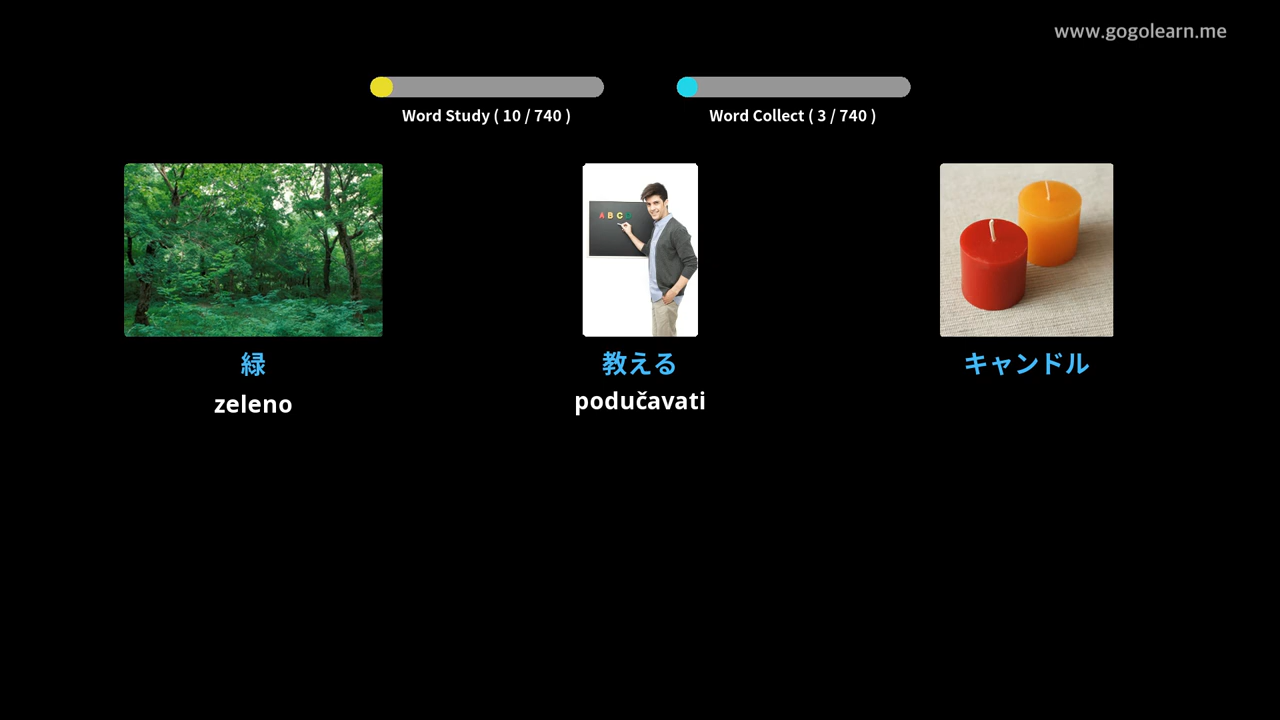 www.gogolearn.me
Word Study ( 10 / 740 )
Word Collect ( 3 / 740 )
A B C D
緑
教える
キャンドル
zeleno
podučavati